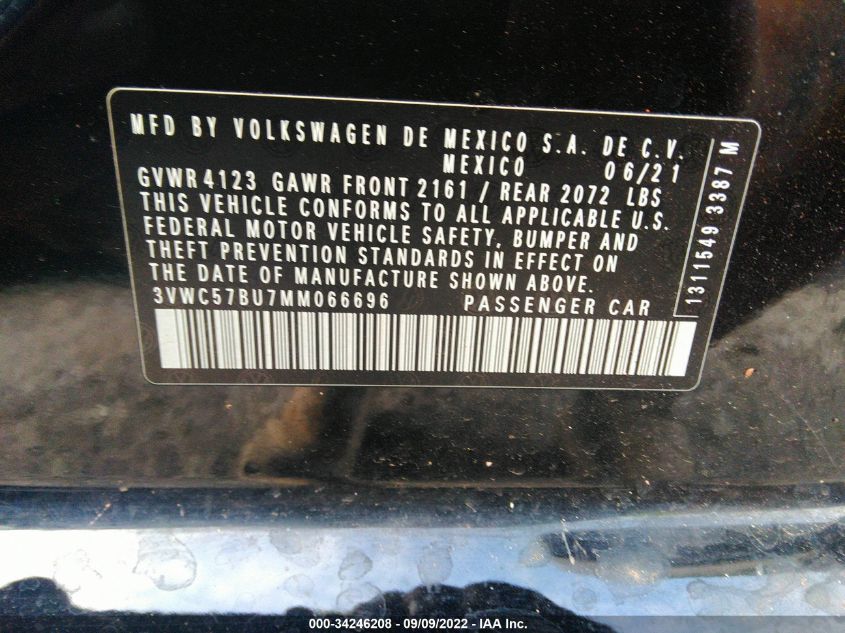 MFD BY VOLKSWAGEN DE MEXICO S.A. DE C.V.
MEXICO 06/21
GVWR 4123 GAWR FRONT 2161 / REAR 2072 LBS
THIS VEHICLE CONFORMS TO ALL APPLICABLE U.S.
FEDERAL MOTOR VEHICLE SAFETY, BUMPER AND
THEFT PREVENTION STANDARDS IN EFFECT ON
THE DATE OF MANUFACTURE SHOWN ABOVE.
3VWC57BU7MM066696 PASSENGER CAR
1311549 3387 M
000-34246208 - 09/09/2022 - IAA Inc.